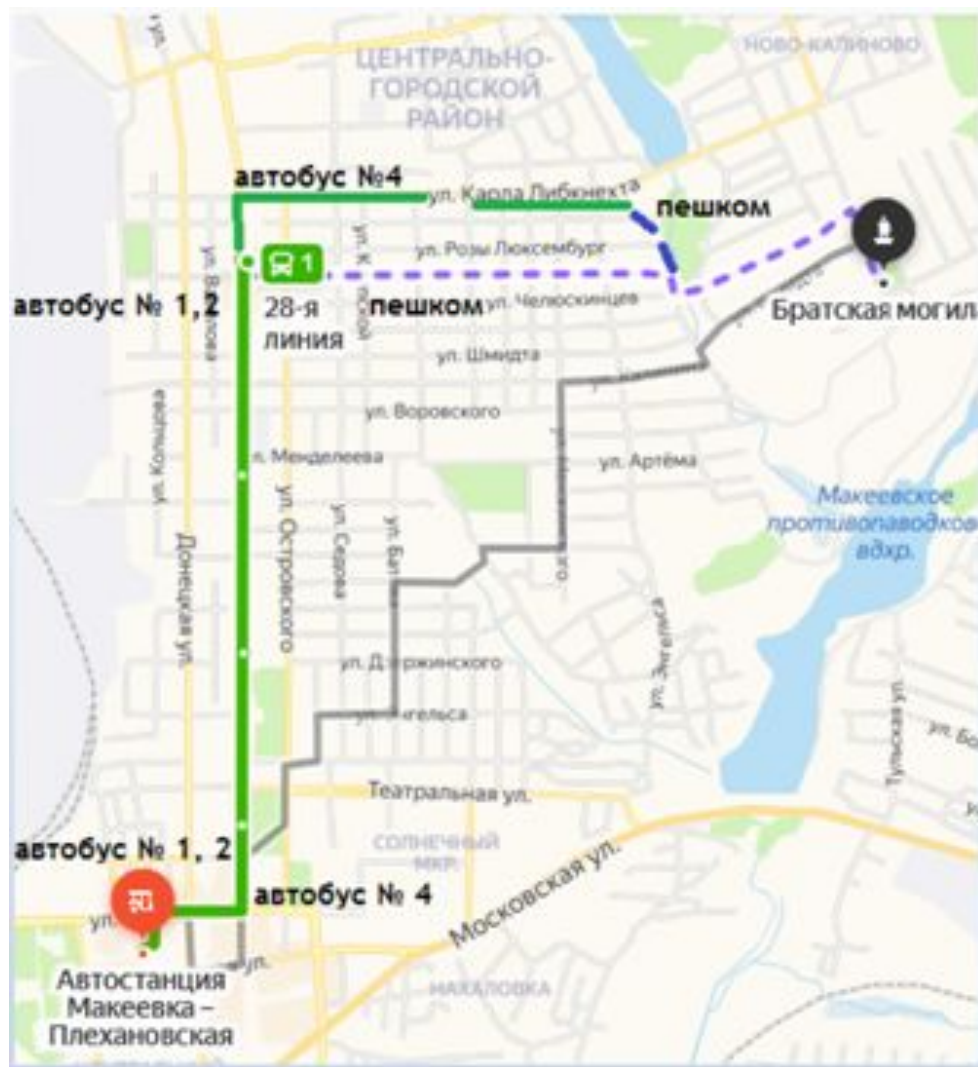 ул.
ЦЕНТРАЛЬНО-
ГОРОДСКОЙ
РАЙОН
НОВО-КАЛИНОВО
автобус №4
ул. Карла Либкнехта
пешком
ул. Розы Люксембург
1
автобус № 1,2
28-я
линия
пешком
ул. Челюскинцев
Братская могил
ул. Шмидта
ул. Воровского
ул. Кольцова
л. Менделеева
ул. Артёма
Макеевское
противопаводков
вдхр.
Донецкая ул.
ул. Островского
ул. Седова
ул. Энгельса
Тульская ул.
Театральная ул.
СОЛНЕЧНЫЙ
МКР.
автобус № 1, 2
автобус № 4
Московская ул.
ул.
Автостанция
Макеевка –
Плехановская
НАХАЛОВКА